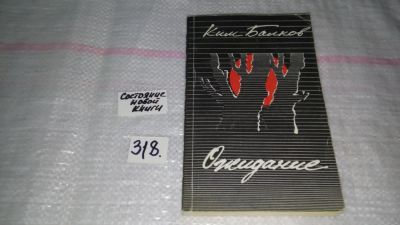 Ким Балков
Состояние
новой
книги
318.
Ожидание